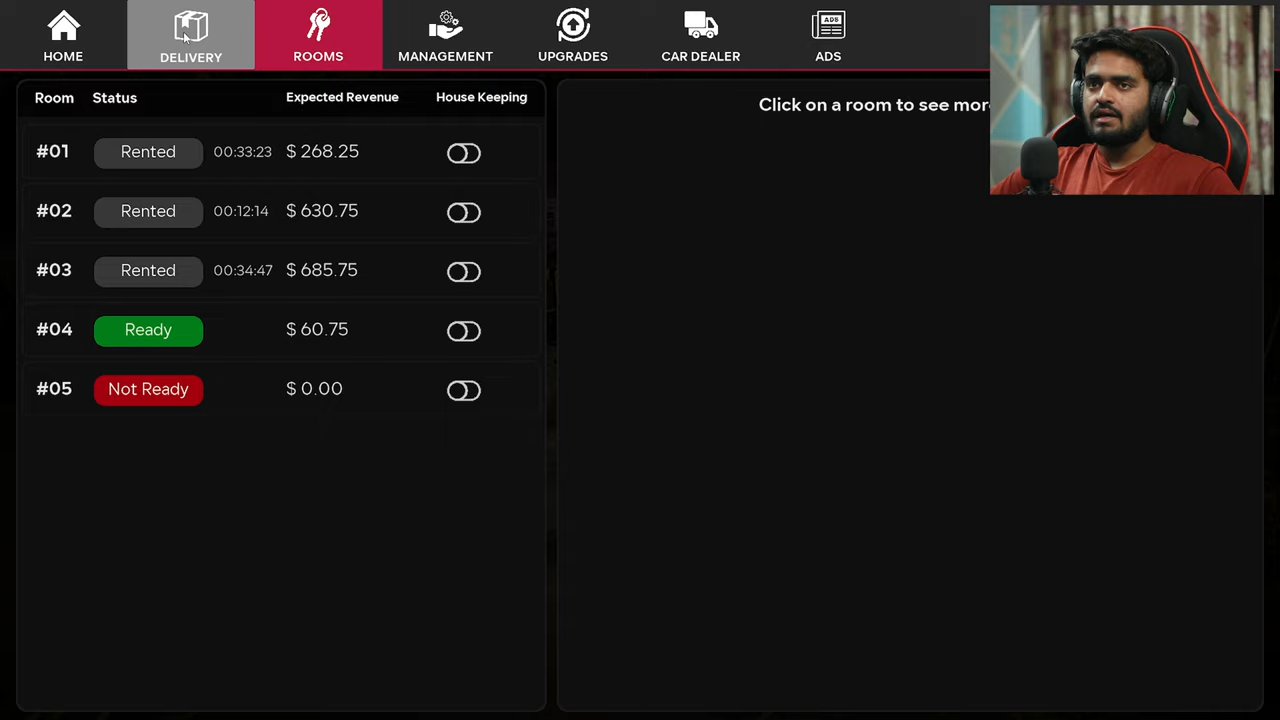 HOME DELIVERY ROOMS MANAGEMENT UPGRADES CAR DEALER ADS
ADS
Room Status Expected Revenue House Keeping
#01 Rented 00:33:23 $ 268.25
#02 Rented 00:12:14 $ 630.75
#03 Rented 00:34:47 $ 685.75
#04 Ready $ 60.75
#05 Not Ready $ 0.00
Click on a room to see